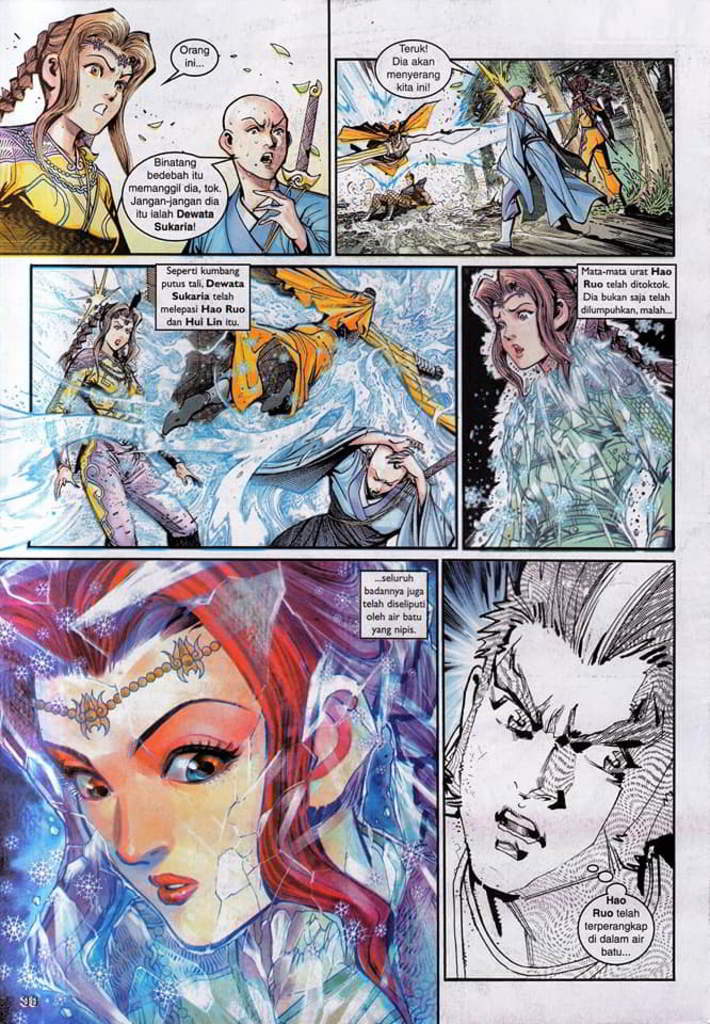 Orang
ini...
Binatang
bedebah itu
memanggil dia, tok.
Jangan-jangan dia
itu ialah Dewata
Sukaria!
Teruk!
Dia akan
menyerang
kita ini!
Seperti kumbang
putus tali, Dewata
Sukaria telah
melepasi Hao Ruo
dan Hui Lin itu.
Mata-mata urat Hao
Ruo telah ditoktok.
Dia bukan saja telah
dilumpuhkan, malah...
...seluruh
badannya juga
telah diseliputi
oleh air batu
yang nipis.
Hao
Ruo telah
terperangkap
di dalam air
batu...